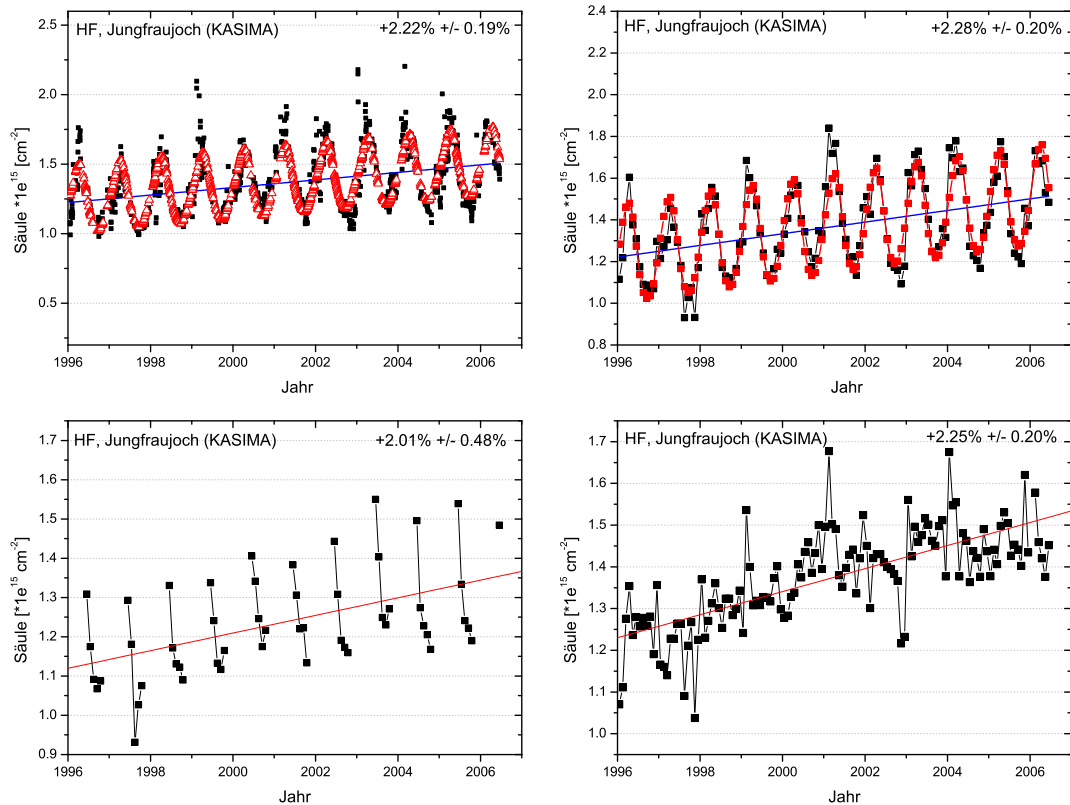 HF, Jungfraujoch (KASIMA) +2.22% +/- 0.19%
2.5
2.0
1.5
1.0
0.5
Säule *1e¹⁵ [cm⁻²]
1996 1998 2000 2002 2004 2006
Jahr
HF, Jungfraujoch (KASIMA) +2.28% +/- 0.20%
2.4
2.2
2.0
1.8
1.6
1.4
1.2
1.0
0.8
Säule *1e¹⁵ [cm⁻²]
1996 1998 2000 2002 2004 2006
Jahr
HF, Jungfraujoch (KASIMA) +2.01% +/- 0.48%
1.7
1.6
1.5
1.4
1.3
1.2
1.1
1.0
0.9
Säule [*1e¹⁵ cm⁻²]
1996 1998 2000 2002 2004 2006
Jahr
HF, Jungfraujoch (KASIMA) +2.25% +/- 0.20%
1.7
1.6
1.5
1.4
1.3
1.2
1.1
1.0
Säule [*1e¹⁵ cm⁻²]
1996 1998 2000 2002 2004 2006
Jahr